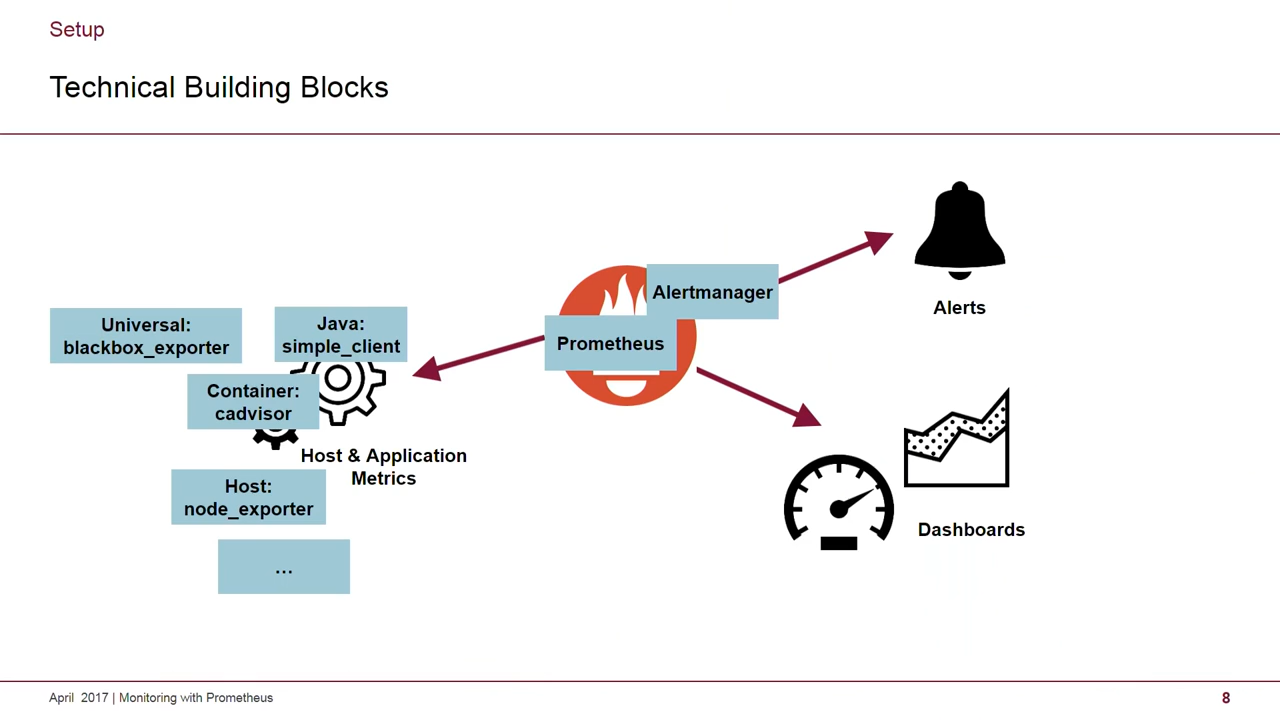 Setup
Technical Building Blocks
Alertmanager
Alerts
Universal:
blackbox_exporter
Java:
simple_client
Prometheus
Container:
cadvisor
Host & Application
Metrics
Host:
node_exporter
Dashboards
...
April 2017 | Monitoring with Prometheus
8